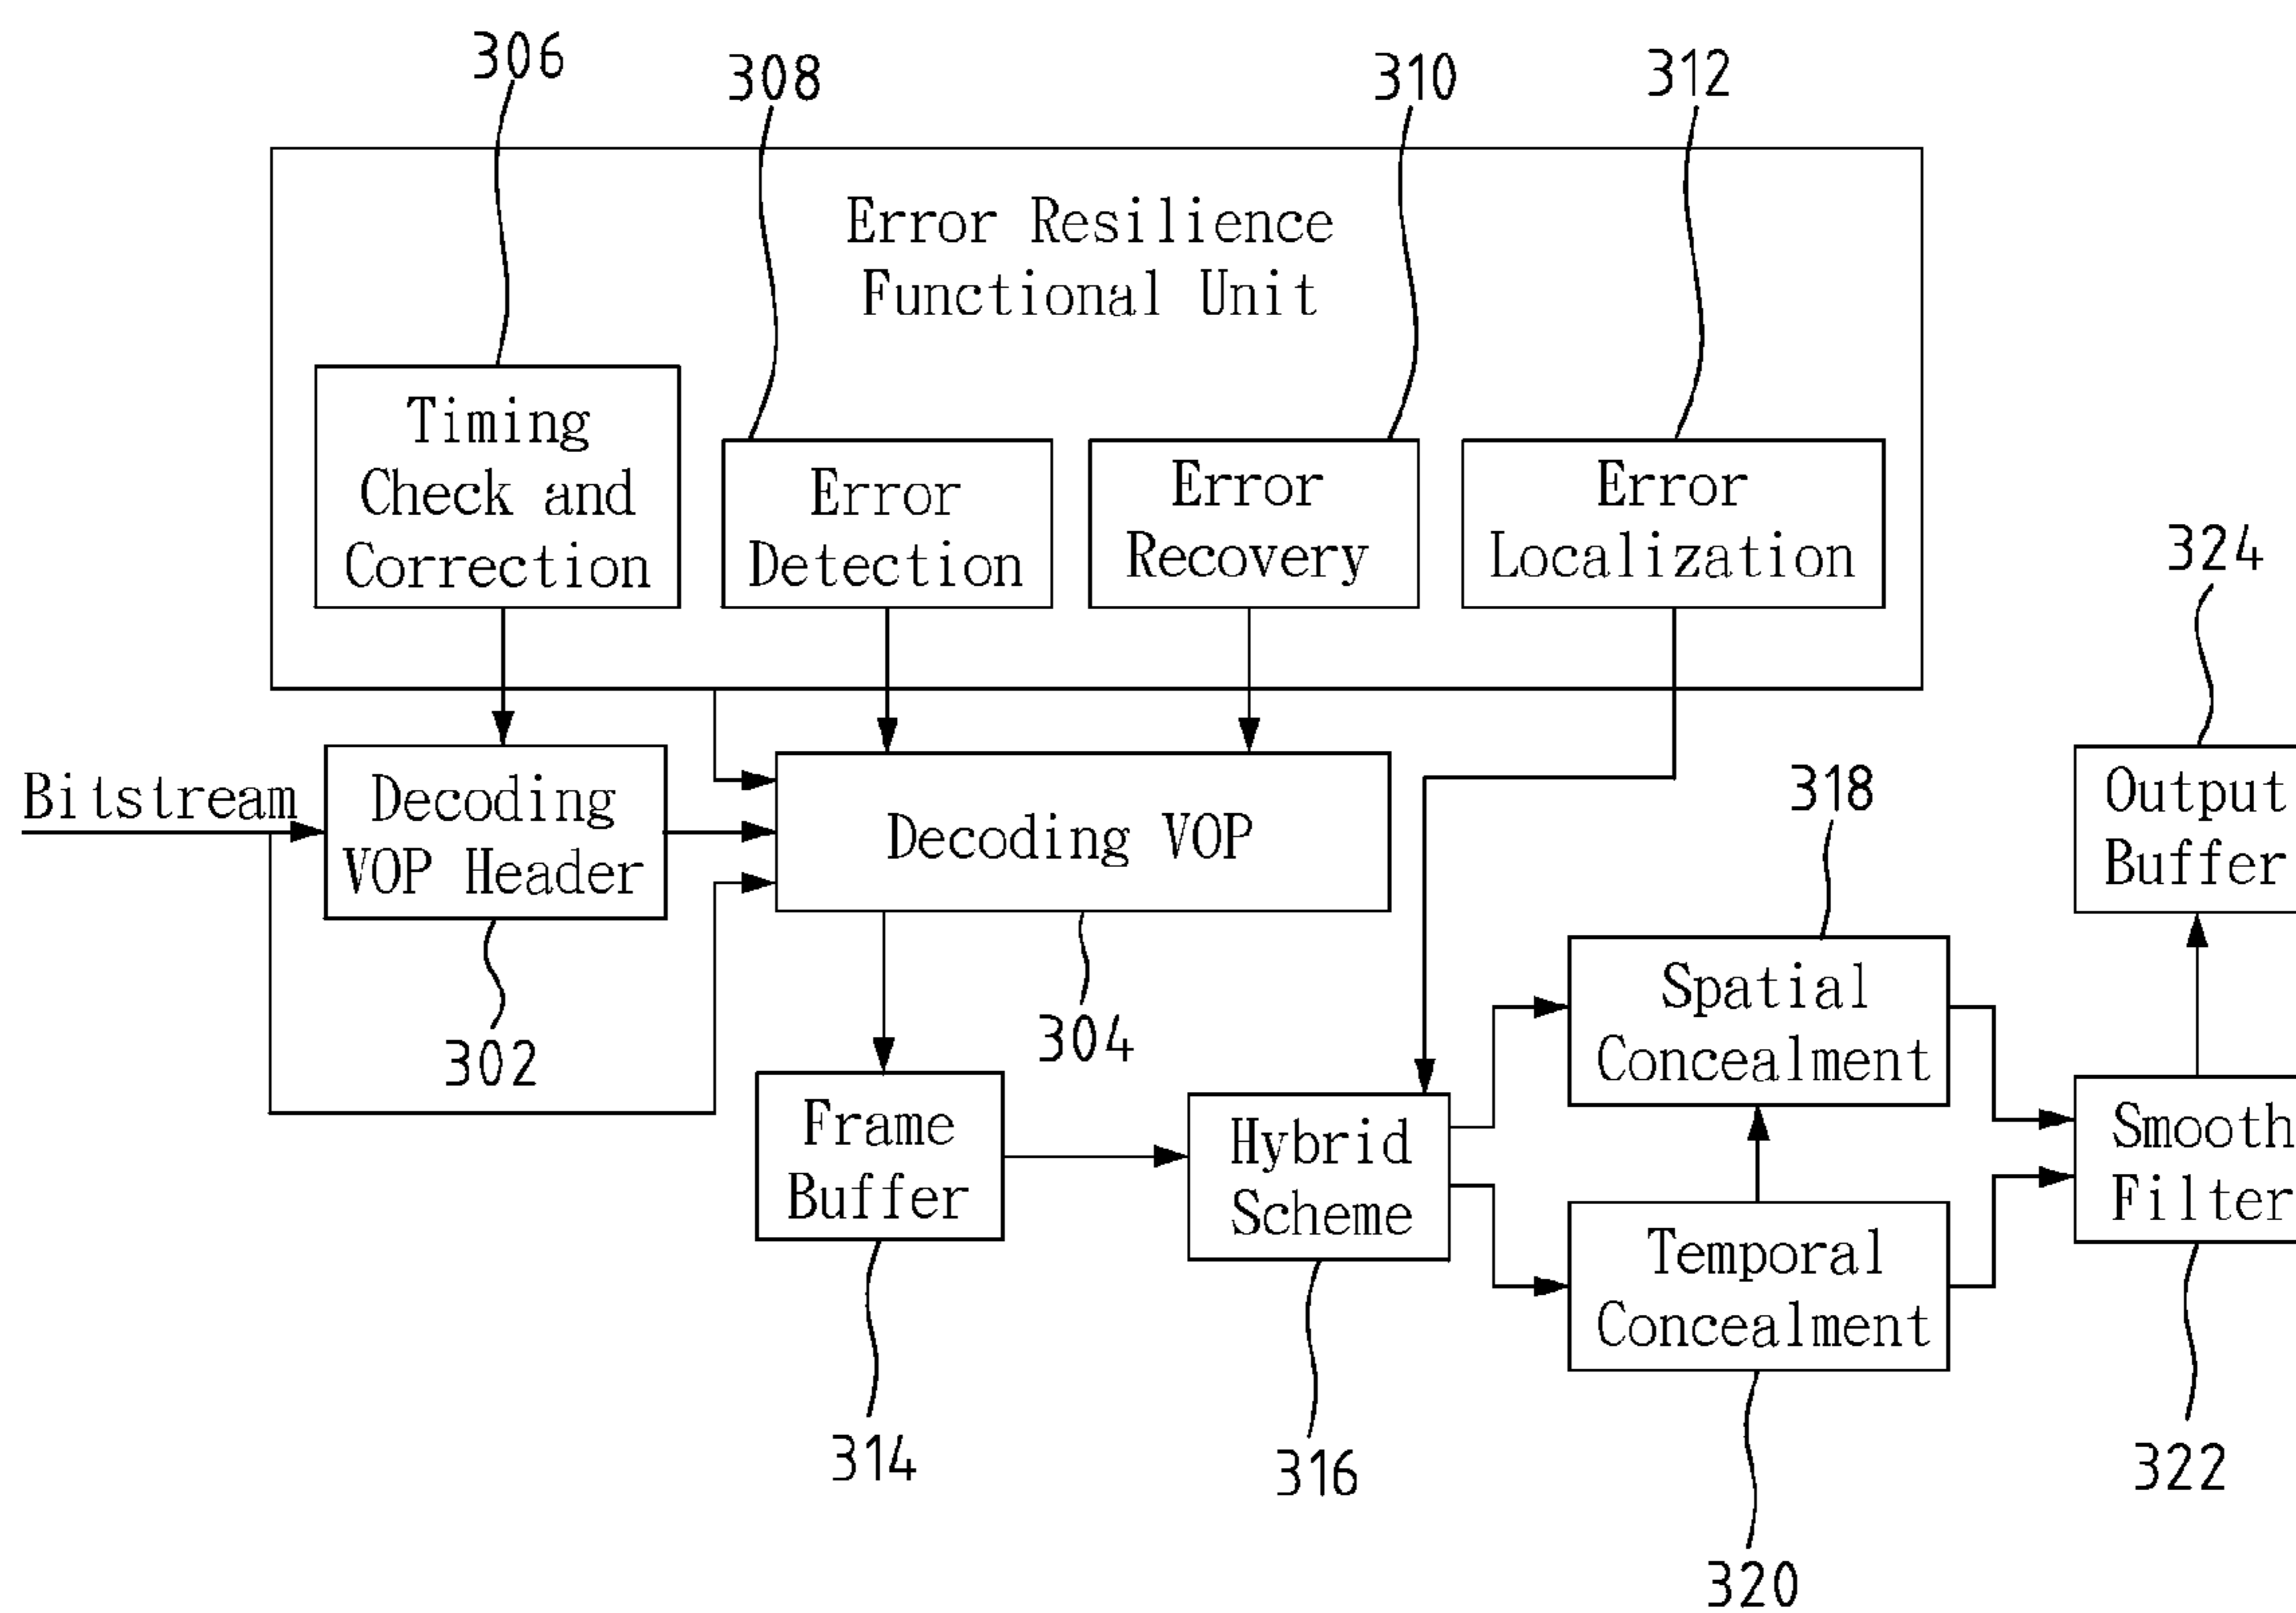 306
308
310
312
Error Resilience
Functional Unit
Timing
Check and
Correction
Error
Detection
Error
Recovery
Error
Localization
324
Bitstream
Decoding
VOP Header
Decoding VOP
318
Output
Buffer
302
304
Spatial
Concealment
Frame
Buffer
Hybrid
Scheme
Smooth
Filter
Temporal
Concealment
314
316
322
320